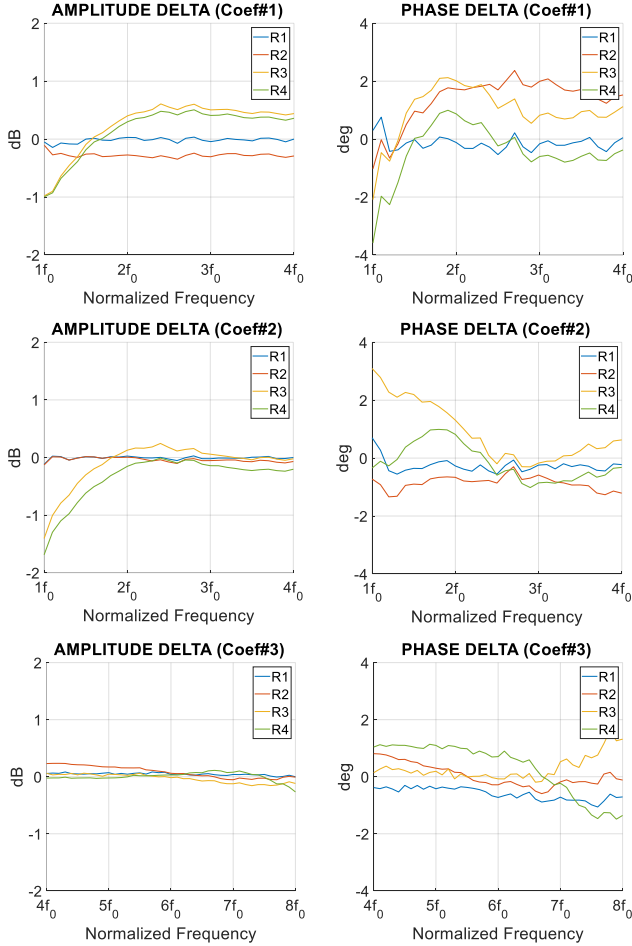 AMPLITUDE DELTA (Coef#1)
2
1
0
-1
-2
dB
1f0 2f0 3f0 4f0
Normalized Frequency
R1
R2
R3
R4
PHASE DELTA (Coef#1)
4
2
0
-2
-4
deg
1f0 2f0 3f0 4f0
Normalized Frequency
R1
R2
R3
R4
AMPLITUDE DELTA (Coef#2)
2
1
0
-1
-2
dB
1f0 2f0 3f0 4f0
Normalized Frequency
R1
R2
R3
R4
PHASE DELTA (Coef#2)
4
2
0
-2
-4
deg
1f0 2f0 3f0 4f0
Normalized Frequency
R1
R2
R3
R4
AMPLITUDE DELTA (Coef#3)
2
1
0
-1
-2
dB
4f0 5f0 6f0 7f0 8f0
Normalized Frequency
R1
R2
R3
R4
PHASE DELTA (Coef#3)
4
2
0
-2
-4
deg
4f0 5f0 6f0 7f0 8f0
Normalized Frequency
R1
R2
R3
R4